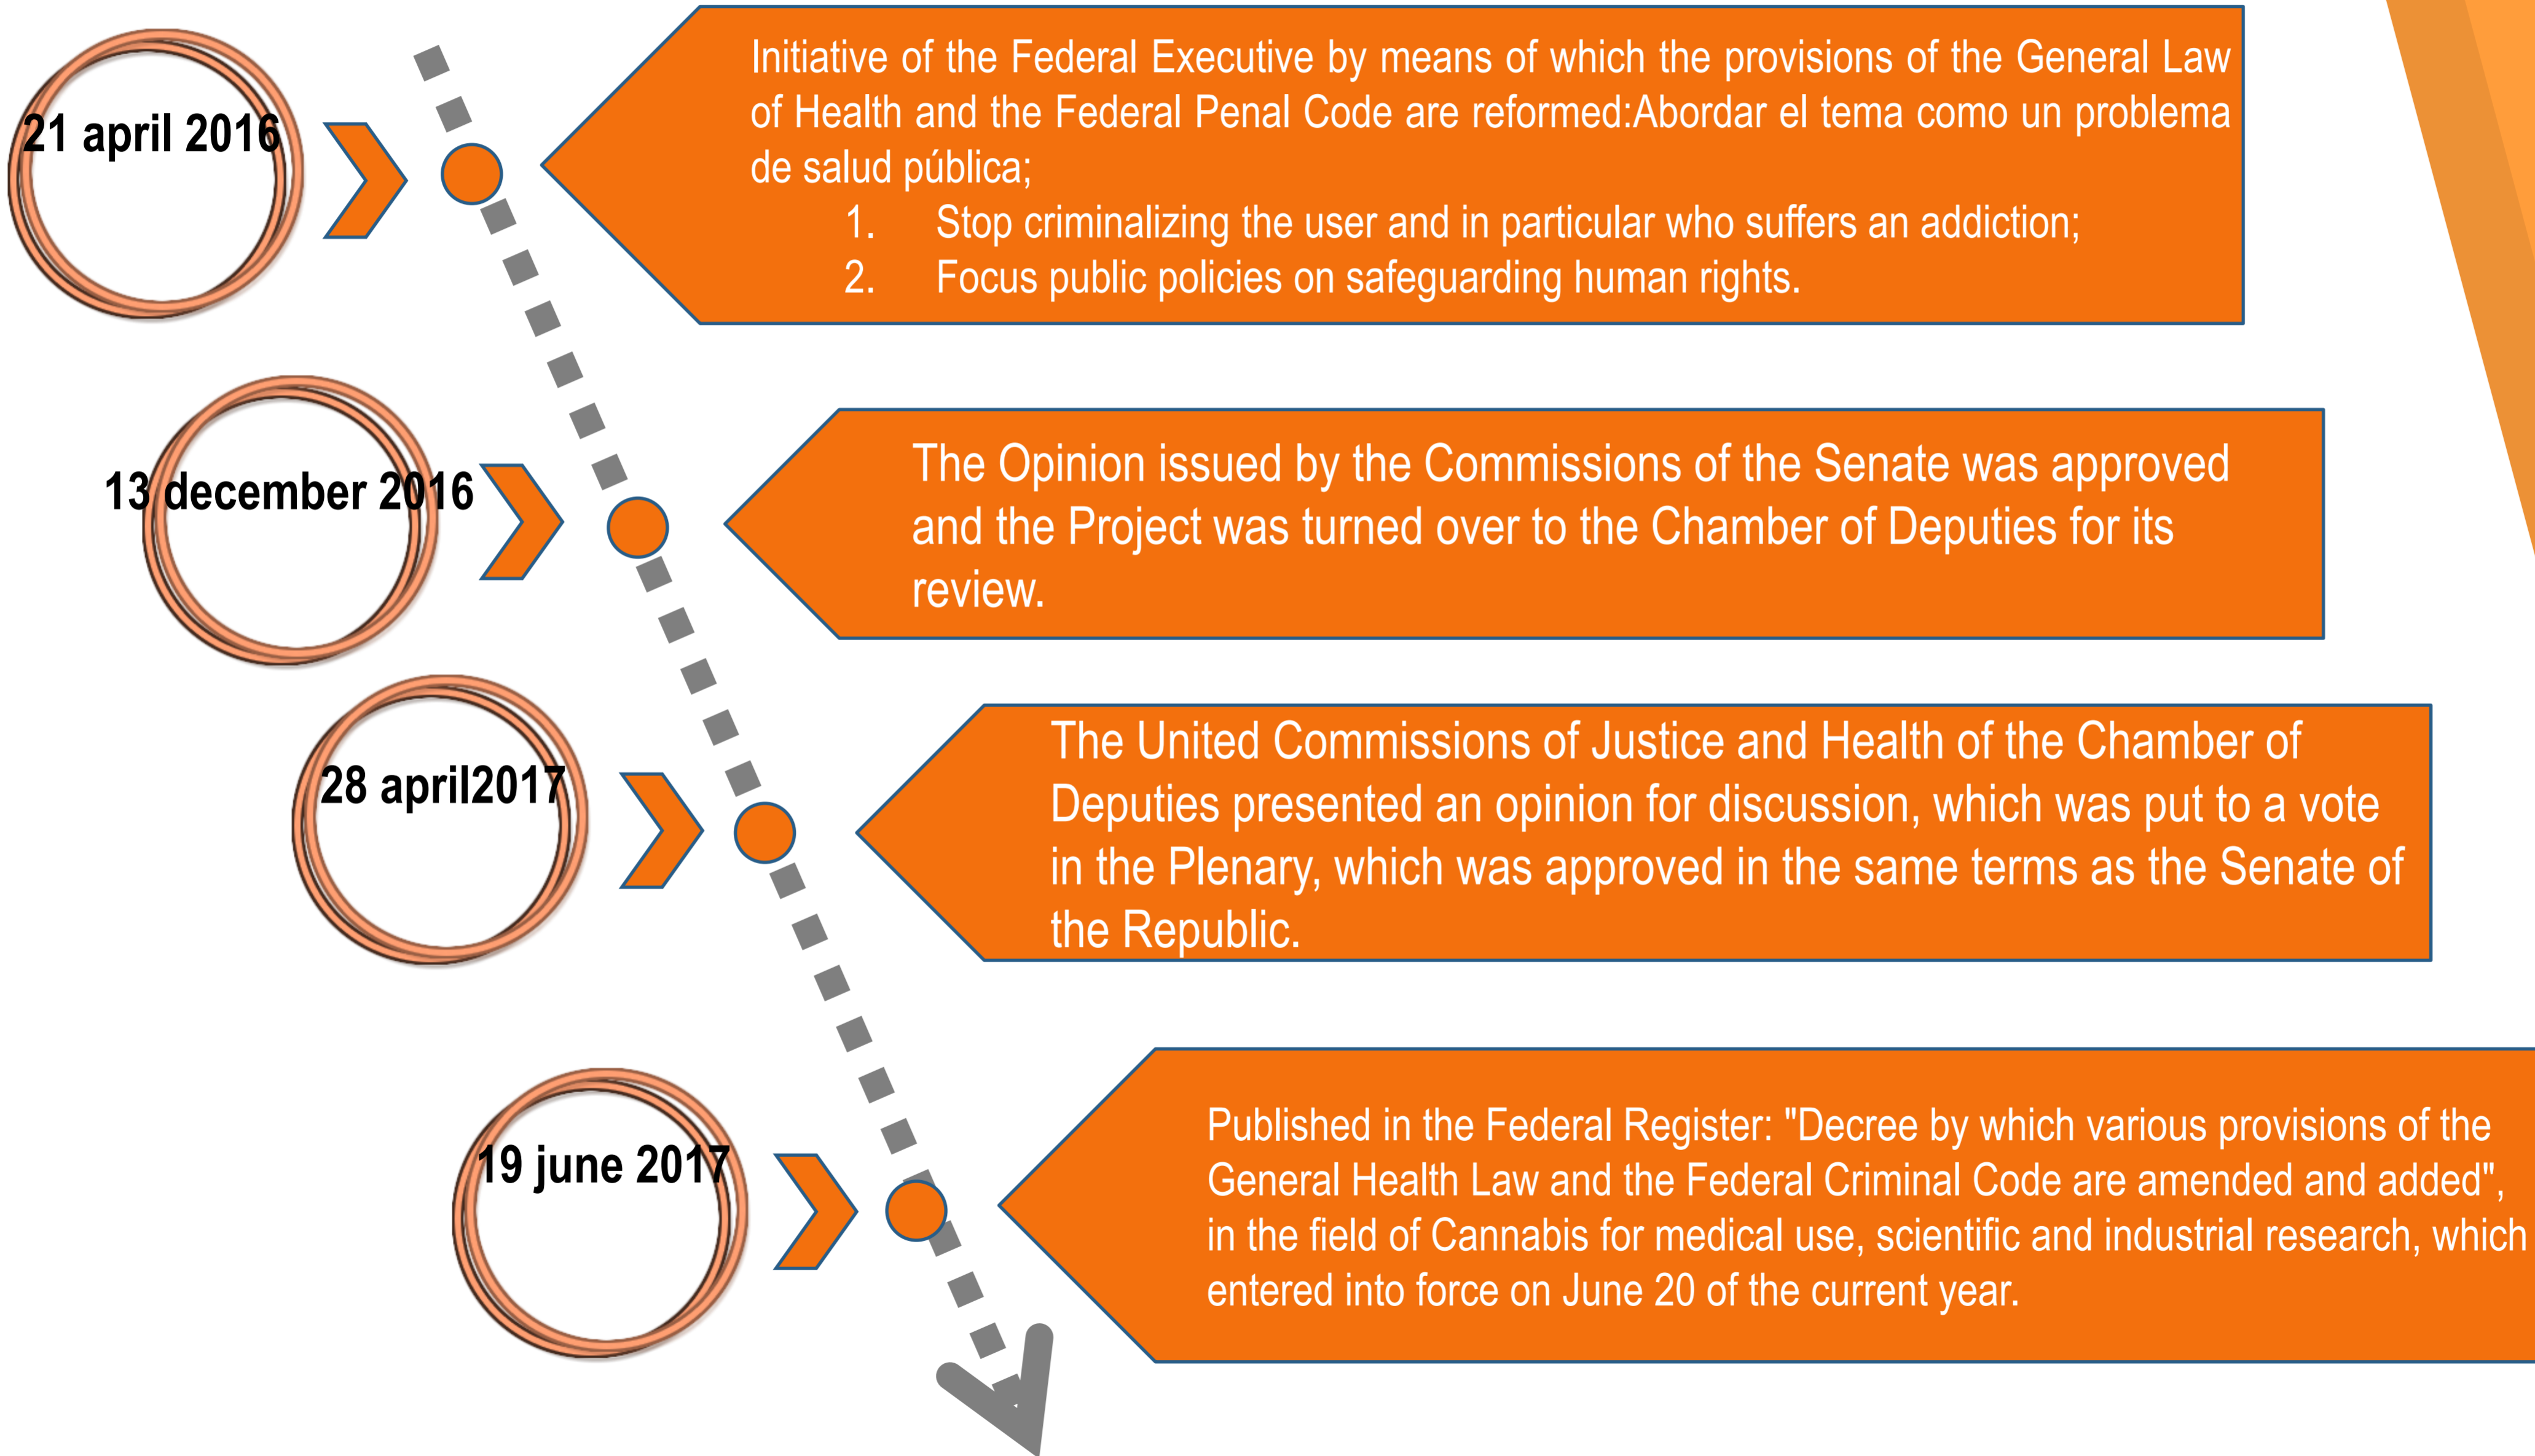 21 april 2016
Initiative of the Federal Executive by means of which the provisions of the General Law
of Health and the Federal Penal Code are reformed:Abordar el tema como un problema
de salud pública;
1. Stop criminalizing the user and in particular who suffers an addiction;
2. Focus public policies on safeguarding human rights.
13 december 2016
The Opinion issued by the Commissions of the Senate was approved
and the Project was turned over to the Chamber of Deputies for its
review.
28 april2017
The United Commissions of Justice and Health of the Chamber of
Deputies presented an opinion for discussion, which was put to a vote
in the Plenary, which was approved in the same terms as the Senate of
the Republic.
19 june 2017
Published in the Federal Register: "Decree by which various provisions of the
General Health Law and the Federal Criminal Code are amended and added",
in the field of Cannabis for medical use, scientific and industrial research, which
entered into force on June 20 of the current year.